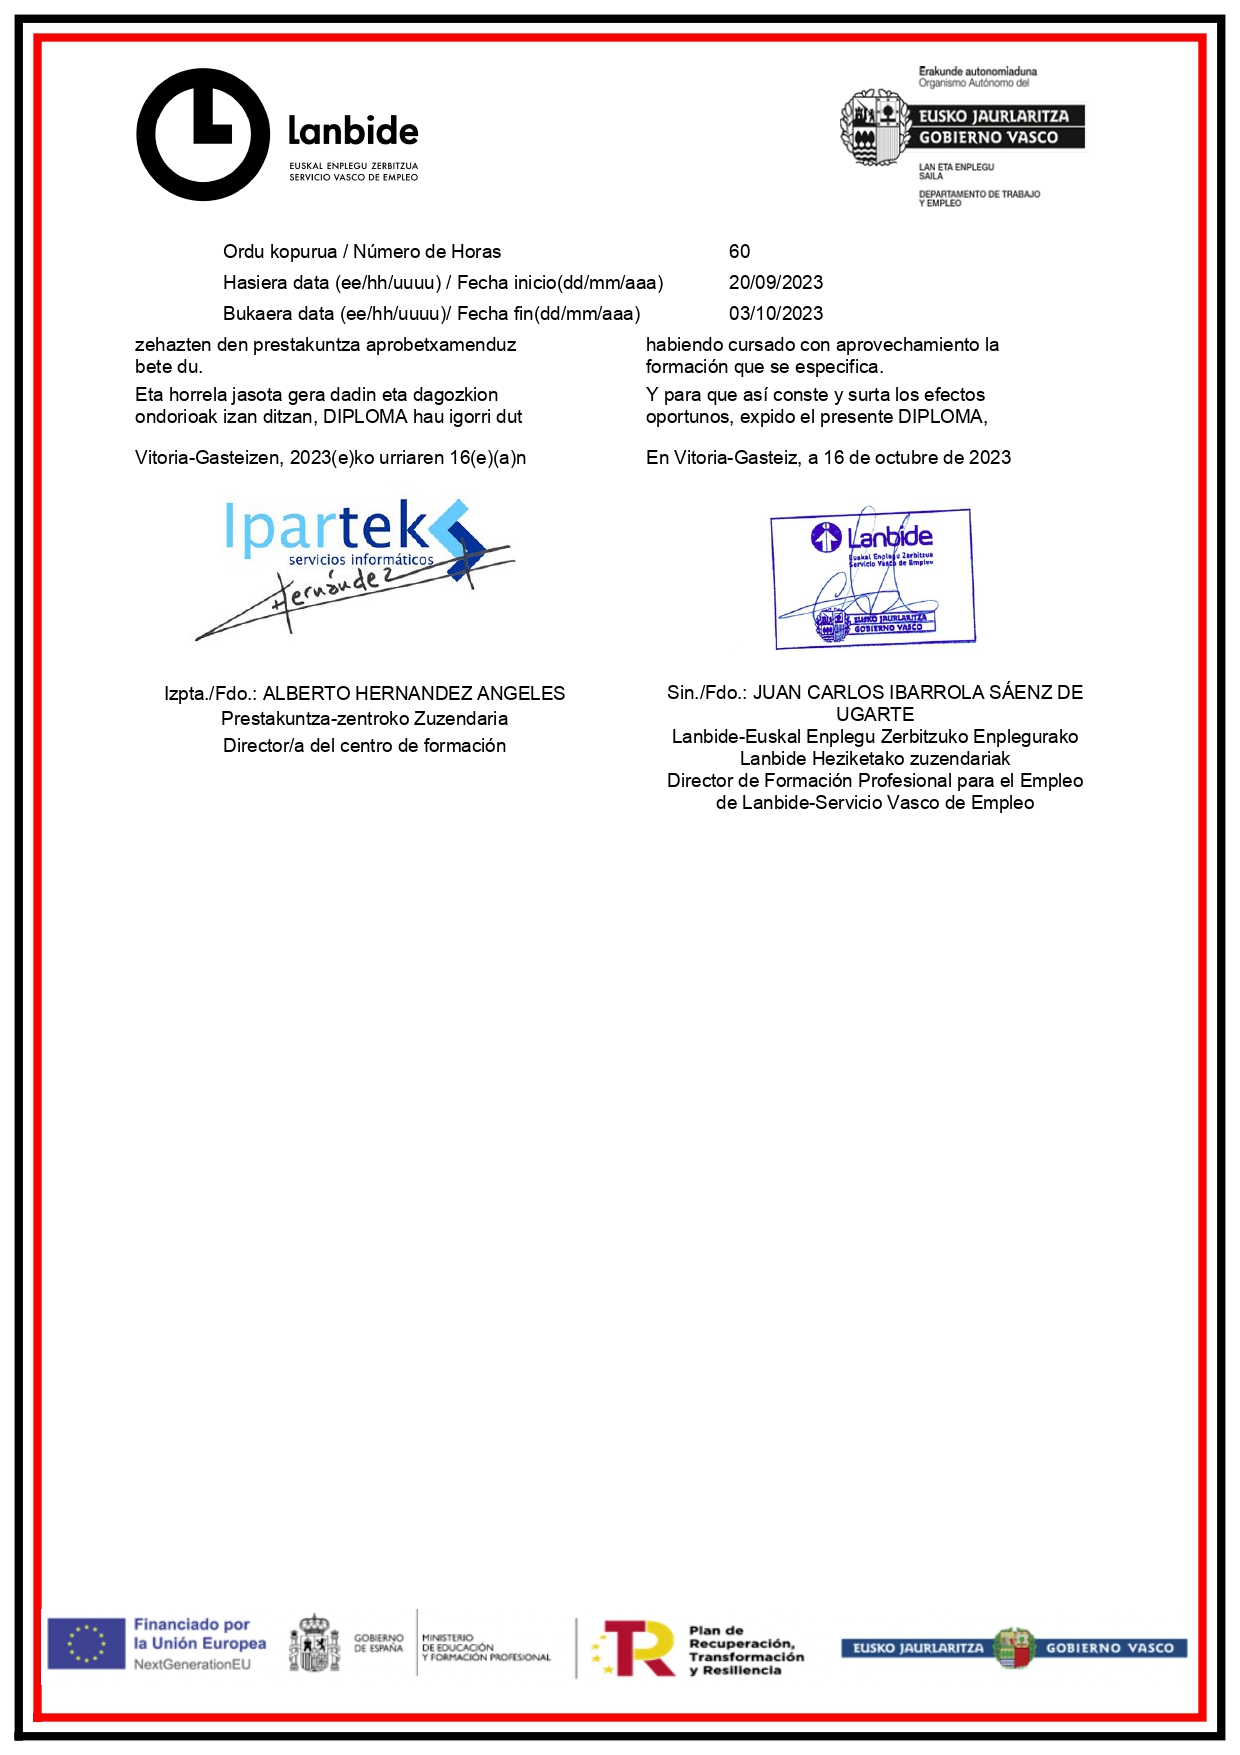 Lanbide
EUSKAL ENPLEGU ZERBITZUA
SERVICIO VASCO DE EMPLEO
Erakunde autonomiaduna
Organismo Autónomo del
EUSKO JAURLARITZA
GOBIERNO VASCO
LAN ETA ENPLEGU
SAILA
DEPARTAMENTO DE TRABAJO
Y EMPLEO
Ordu kopurua / Número de Horas 60
Hasiera data (ee/hh/uuuu) / Fecha inicio(dd/mm/aaa) 20/09/2023
Bukaera data (ee/hh/uuuu)/ Fecha fin(dd/mm/aaa) 03/10/2023
zehazten den prestakuntza aprobetxamenduz
bete du.
Eta horrela jasota gera dadin eta dagozkion
ondorioak izan ditzan, DIPLOMA hau igorri dut
Vitoria-Gasteizen, 2023(e)ko urriaren 16(e)(a)n
habiendo cursado con aprovechamiento la
formación que se especifica.
Y para que así conste y surta los efectos
oportunos, expido el presente DIPLOMA,
En Vitoria-Gasteiz, a 16 de octubre de 2023
Ipartek
servicios informáticos
Hernández
Izpta./Fdo.: ALBERTO HERNANDEZ ANGELES
Prestakuntza-zentroko Zuzendaria
Director/a del centro de formación
Lanbide
Euskal Enplegu Zerbitzua
Servicio Vasco de Empleo
EUSKO JAURLARITZA
GOBIERNO VASCO
Sin./Fdo.: JUAN CARLOS IBARROLA SÁENZ DE
UGARTE
Lanbide-Euskal Enplegu Zerbitzuko Enplegurako
Lanbide Heziketako zuzendariak
Director de Formación Profesional para el Empleo
de Lanbide-Servicio Vasco de Empleo
Financiado por
la Unión Europea
NextGenerationEU
GOBIERNO
DE ESPAÑA
MINISTERIO
DE EDUCACIÓN
Y FORMACIÓN PROFESIONAL
Plan de
Recuperación,
Transformación
y Resiliencia
EUSKO JAURLARITZA GOBIERNO VASCO